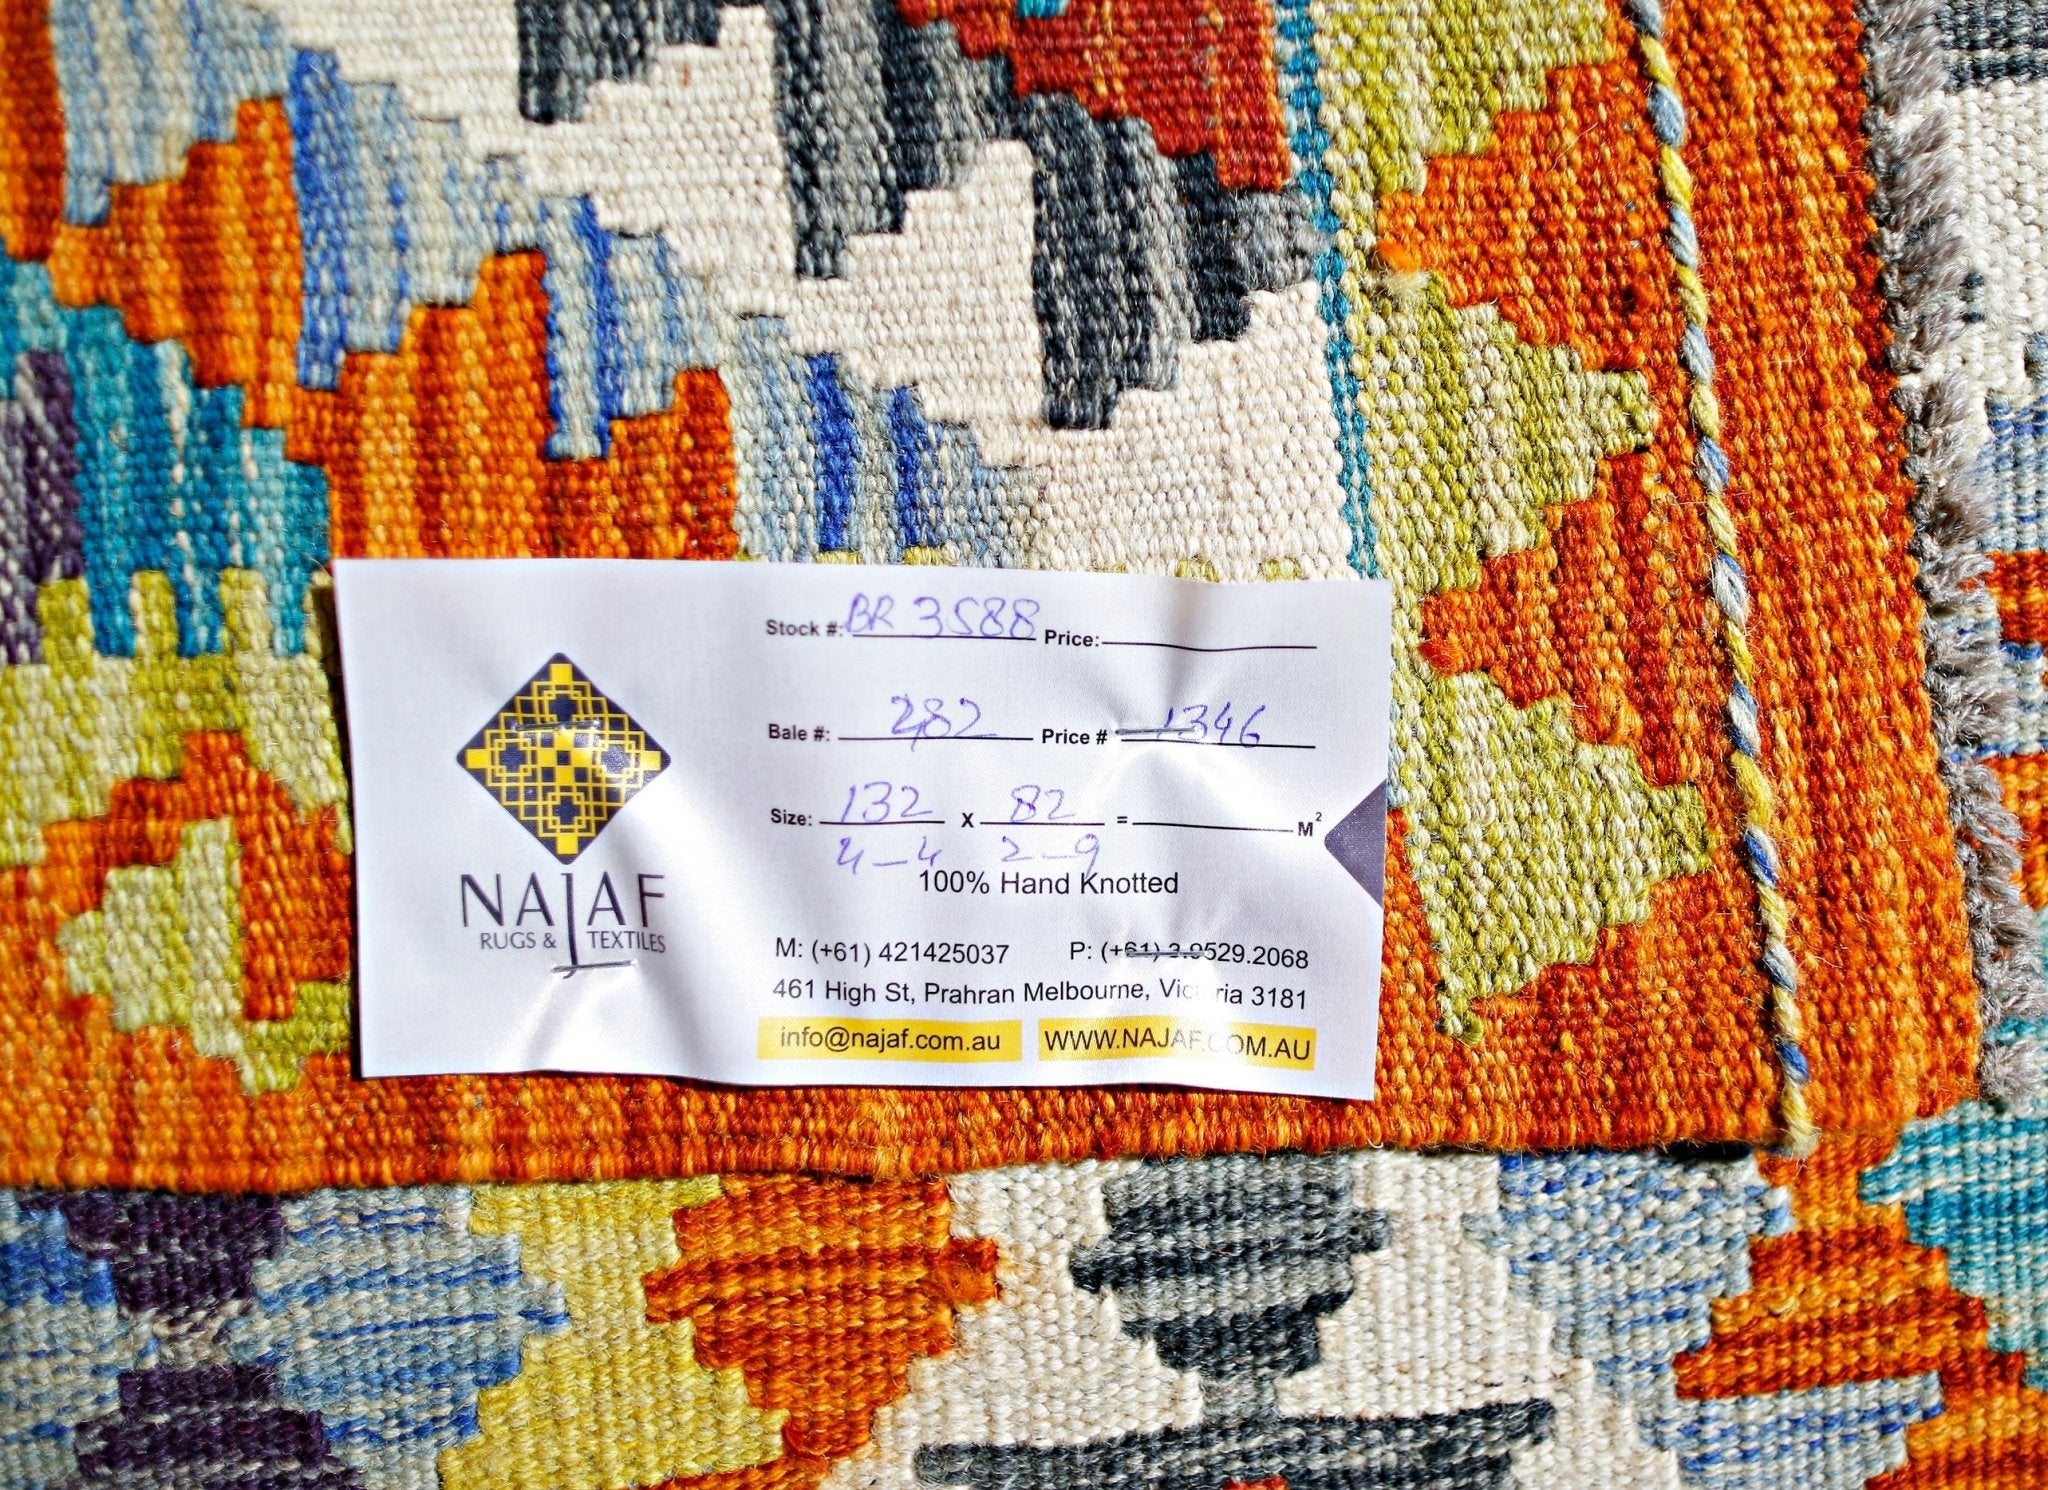 NAJAF
RUGS & TEXTILES
Stock #: BR 3588 Price:
Bale #: 282 Price # 1346
Size: 132 x 82 = M²
4-4 2-9
100% Hand Knotted
M: (+61) 421425037 P: (+61) 3.9529.2068
461 High St, Prahran Melbourne, Victoria 3181
info@najaf.com.au WWW.NAJAF.COM.AU